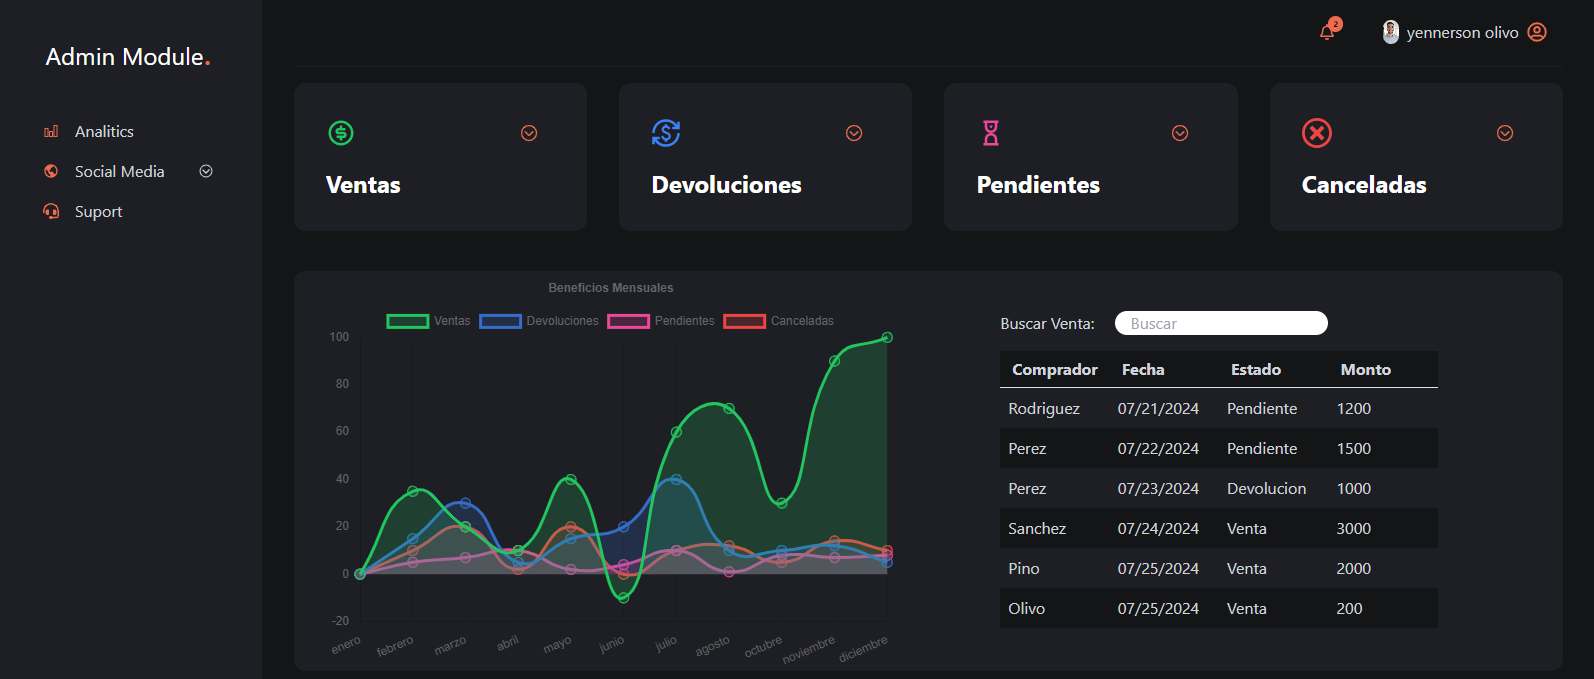 Admin Module.
Analitics
Social Media
Suport
2
yennerson olivo
Ventas
Devoluciones
Pendientes
Canceladas
Beneficios Mensuales
Ventas Devoluciones Pendientes Canceladas
100
80
60
40
20
0
-20
enero febrero marzo abril mayo junio julio agosto octubre noviembre diciembre
Buscar Venta: Buscar
Comprador Fecha Estado Monto
Rodriguez 07/21/2024 Pendiente 1200
Perez 07/22/2024 Pendiente 1500
Perez 07/23/2024 Devolucion 1000
Sanchez 07/24/2024 Venta 3000
Pino 07/25/2024 Venta 2000
Olivo 07/25/2024 Venta 200